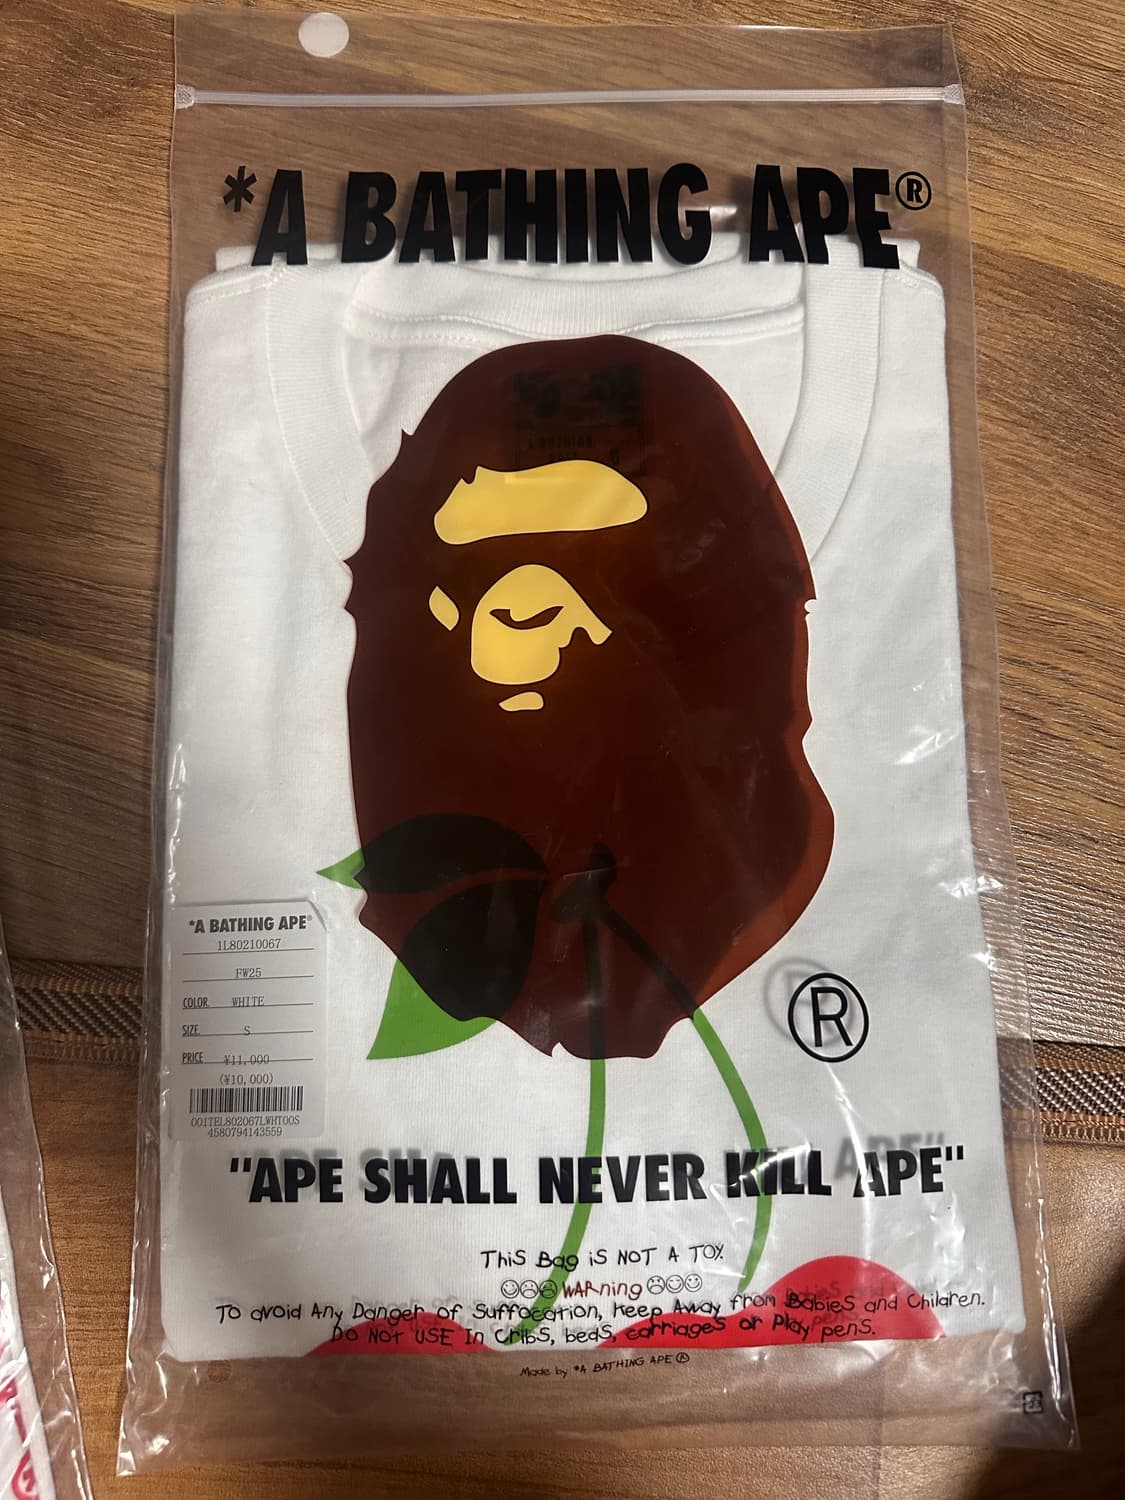 *A BATHING APE®
*A BATHING APE®
1L80210067
FW25
COLOR WHITE
SIZE S
PRICE ¥11,000
(¥10,000)
001TEL802067LWHT00S
4580794143559
®
"APE SHALL NEVER KILL APE"
THiS Bag iS NOT A TOY.
WARning
TO avoid Any Danger of Suffocation, Keep Away from Babies and Children.
DO NOT USE In CribS, bedS, carriageS or Play penS.
Made by *A BATHING APE®